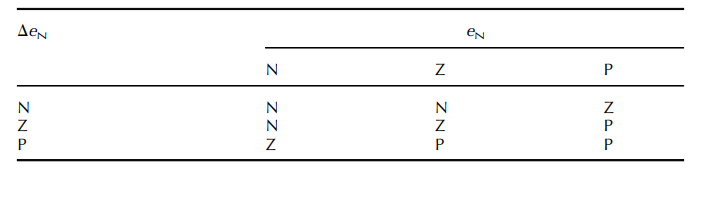 Δe_N e_N
N Z P
N N N Z
Z N Z P
P Z P P